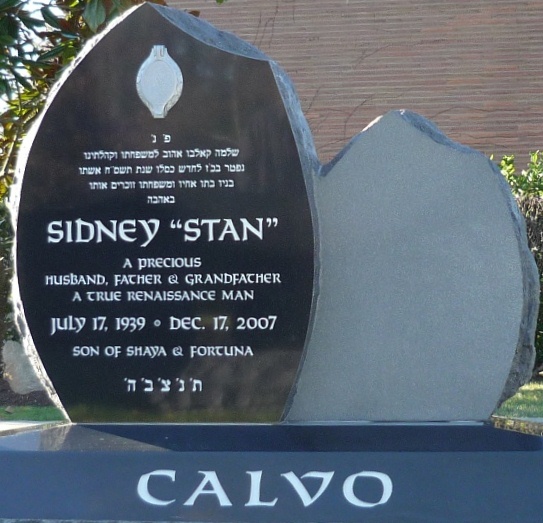 פ' נ'
שלמה קאלבו אהוב למשפחתו וקהלתינו
נפטר בכ'ז לחדש כסלו שנת תשס"ח אשתו
בניו בתו אחיו ומשפחתו זוכרים אותו
באהבה
SIDNEY “STAN”
A PRECIOUS
HUSBAND, FATHER & GRANDFATHER
A TRUE RENAISSANCE MAN
JULY 17, 1939 • DEC. 17, 2007
SON OF SHAYA & FORTUNA
ת' נ' צ' ב' ה'
CALVO